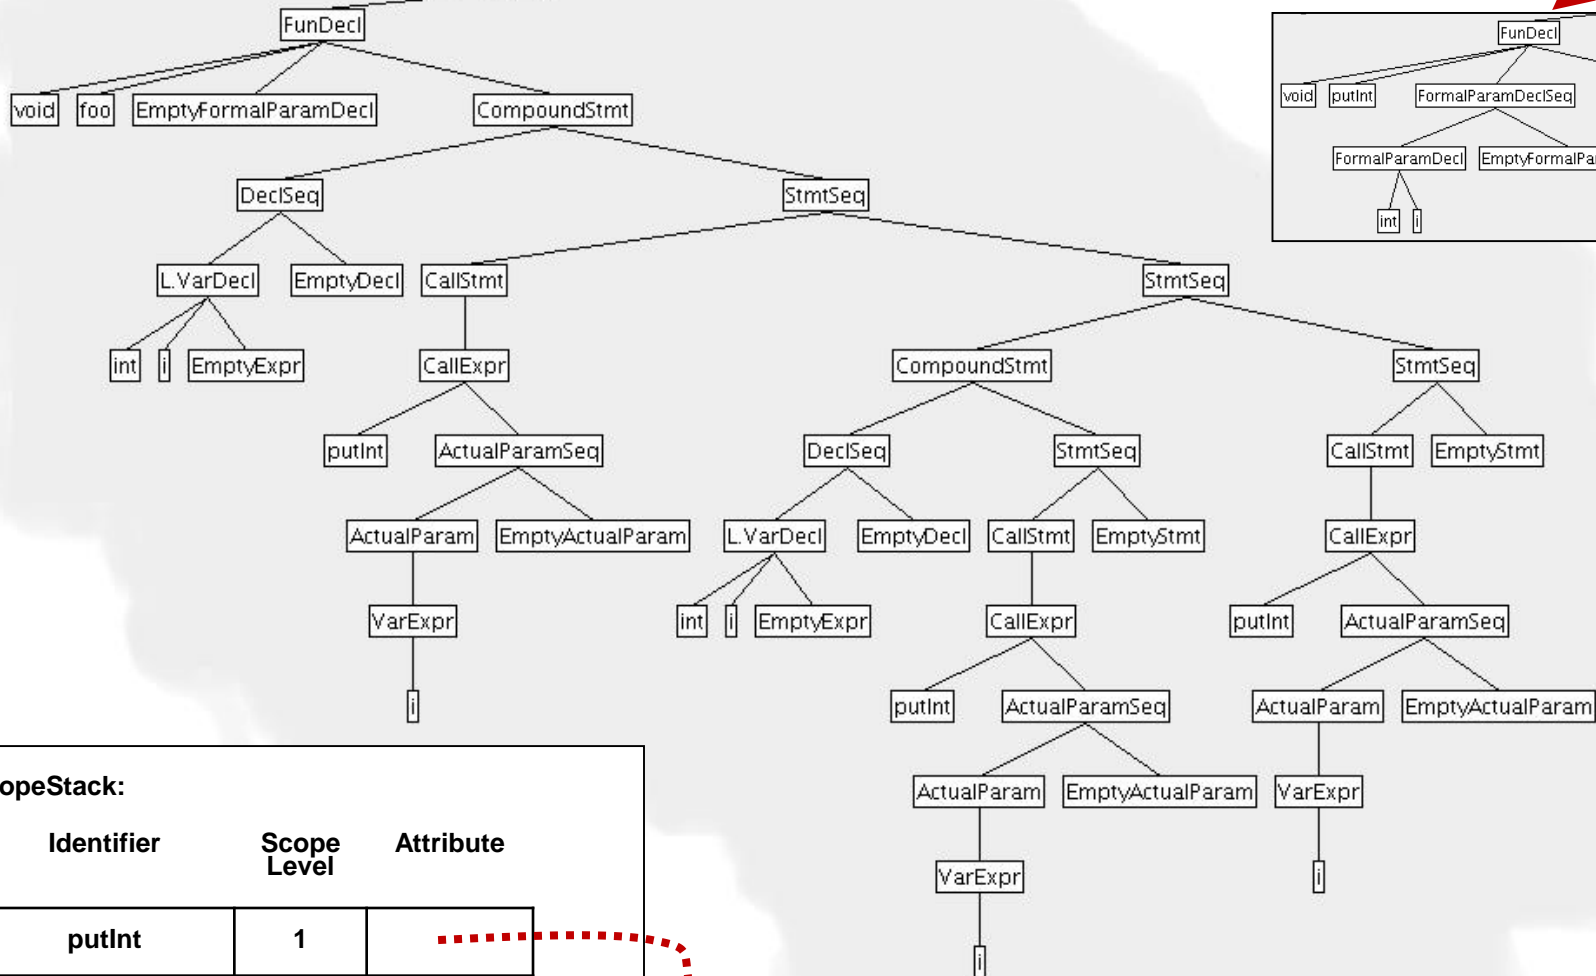 FunDecl
FunDecl
void foo EmptyFormalParamDecl CompoundStmt
void putInt FormalParamDeclSeq
FormalParamDecl EmptyFormalPa
int i
DeclSeq StmtSeq
L.VarDecl EmptyDecl CallStmt StmtSeq
int i EmptyExpr CallExpr CompoundStmt StmtSeq
putInt ActualParamSeq DeclSeq StmtSeq CallStmt EmptyStmt
ActualParam EmptyActualParam L.VarDecl EmptyDecl CallStmt EmptyStmt CallExpr
VarExpr int i EmptyExpr CallExpr putInt ActualParamSeq
i putInt ActualParamSeq ActualParam EmptyActualParam
ActualParam EmptyActualParam VarExpr
VarExpr i
i
opeStack:
Identifier Scope Level Attribute
putInt 1